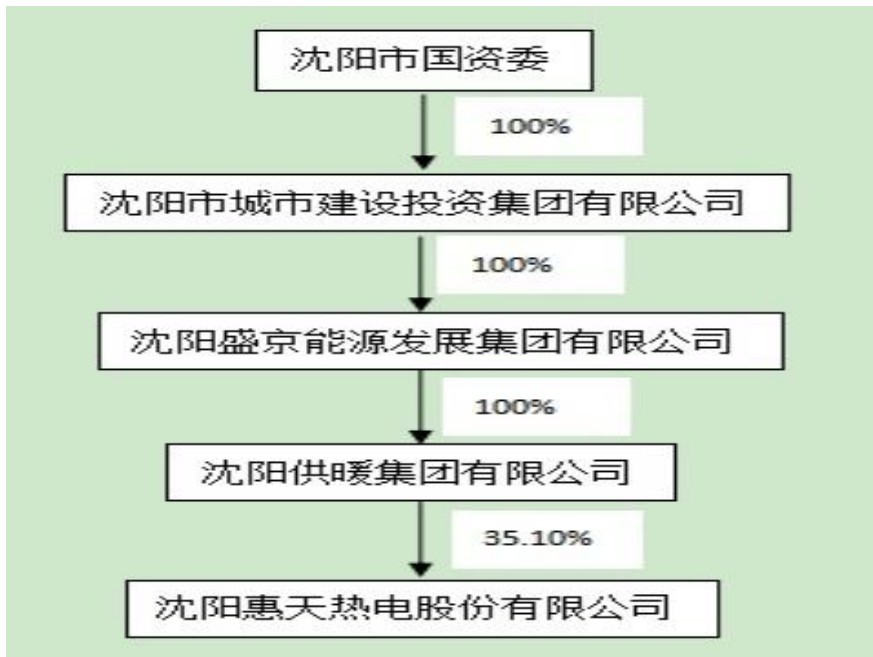 沈阳市国资委
100%
沈阳市城市建设投资集团有限公司
100%
沈阳盛京能源发展集团有限公司
100%
沈阳供暖集团有限公司
35.10%
沈阳惠天热电股份有限公司